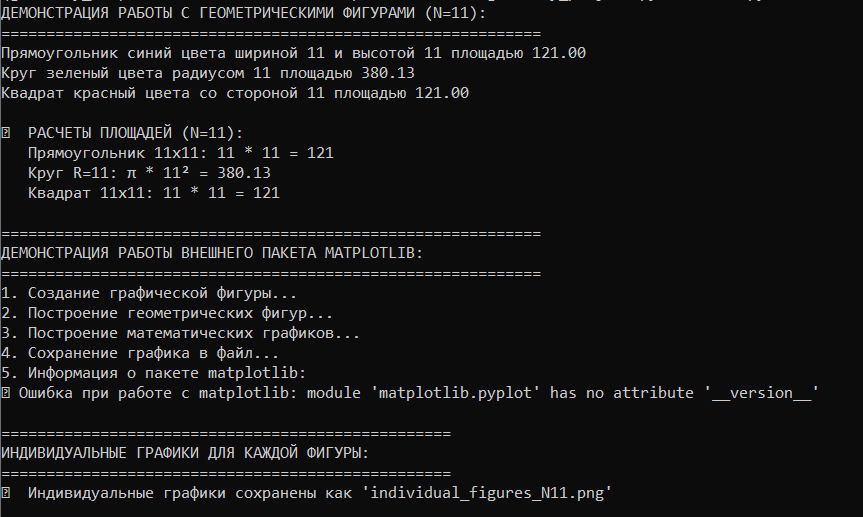 ДЕМОНСТРАЦИЯ РАБОТЫ С ГЕОМЕТРИЧЕСКИМИ ФИГУРАМИ (N=11):
============================================================
Прямоугольник синий цвета шириной 11 и высотой 11 площадью 121.00
Круг зеленый цвета радиусом 11 площадью 380.13
Квадрат красный цвета со стороной 11 площадью 121.00
РАСЧЕТЫ ПЛОЩАДЕЙ (N=11):
Прямоугольник 11x11: 11 * 11 = 121
Круг R=11: π * 11² = 380.13
Квадрат 11x11: 11 * 11 = 121
============================================================
ДЕМОНСТРАЦИЯ РАБОТЫ ВНЕШНЕГО ПАКЕТА MATPLOTLIB:
============================================================
1. Создание графической фигуры...
2. Построение геометрических фигур...
3. Построение математических графиков...
4. Сохранение графика в файл...
5. Информация о пакете matplotlib:
Ошибка при работе с matplotlib: module 'matplotlib.pyplot' has no attribute '__version__'
==================================================
ИНДИВИДУАЛЬНЫЕ ГРАФИКИ ДЛЯ КАЖДОЙ ФИГУРЫ:
==================================================
Индивидуальные графики сохранены как 'individual_figures_N11.png'